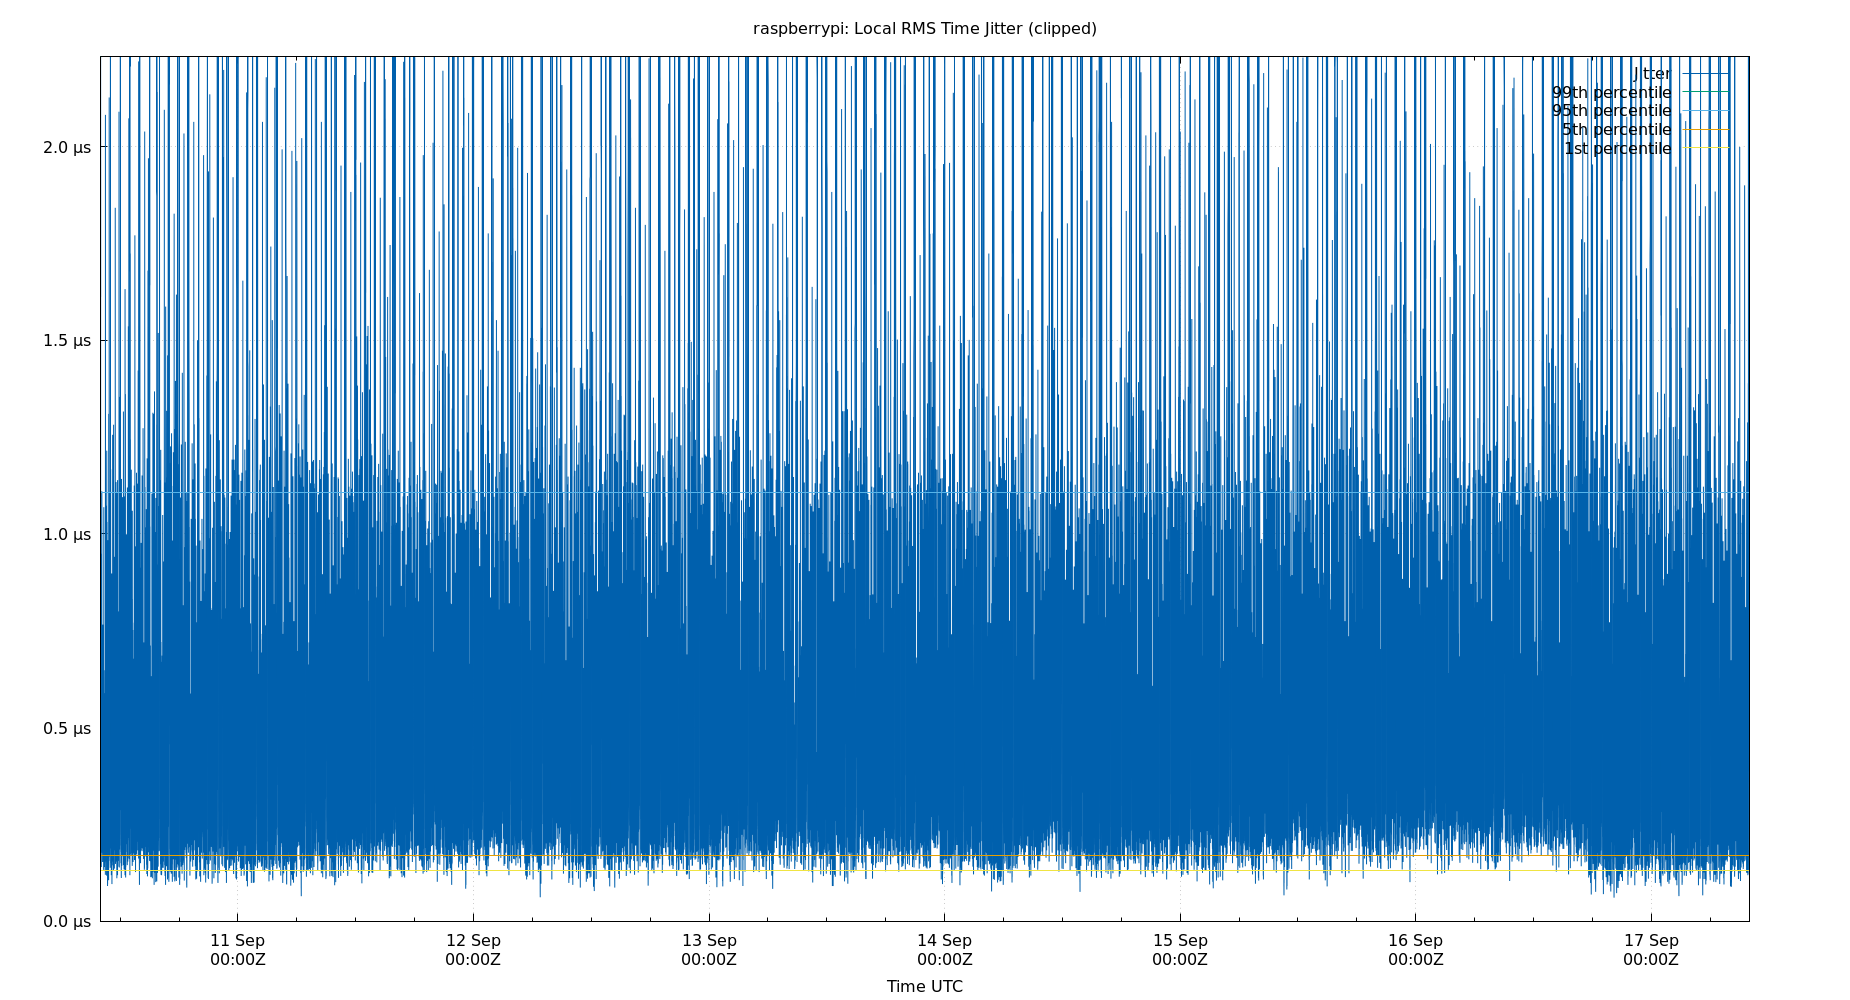 raspberrypi: Local RMS Time Jitter (clipped)
Jitter
99th percentile
95th percentile
5th percentile
1st percentile
2.0 μs
1.5 μs
1.0 μs
0.5 μs
0.0 μs
11 Sep 12 Sep 13 Sep 14 Sep 15 Sep 16 Sep 17 Sep
00:00Z 00:00Z 00:00Z 00:00Z 00:00Z 00:00Z 00:00Z
Time UTC